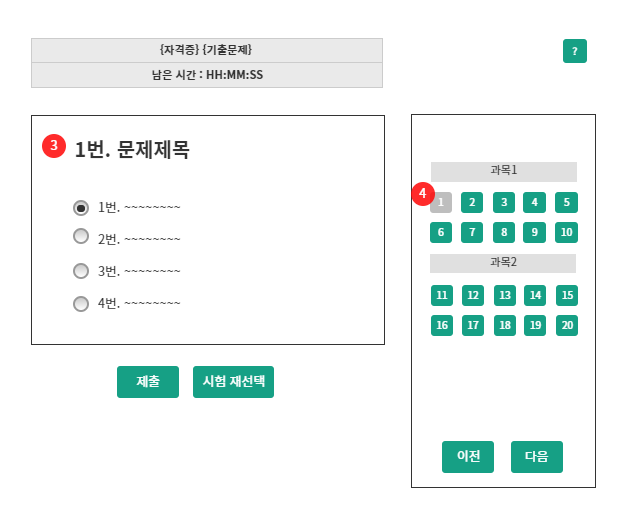 {자격증} {기출문제}
남은 시간 : HH:MM:SS
?
3
1번. 문제제목
1번. ~~~~~~~~
2번. ~~~~~~~~
3번. ~~~~~~~~
4번. ~~~~~~~~
제출
시험 재선택
과목1
4
1 2 3 4 5
6 7 8 9 10
과목2
11 12 13 14 15
16 17 18 19 20
이전 다음